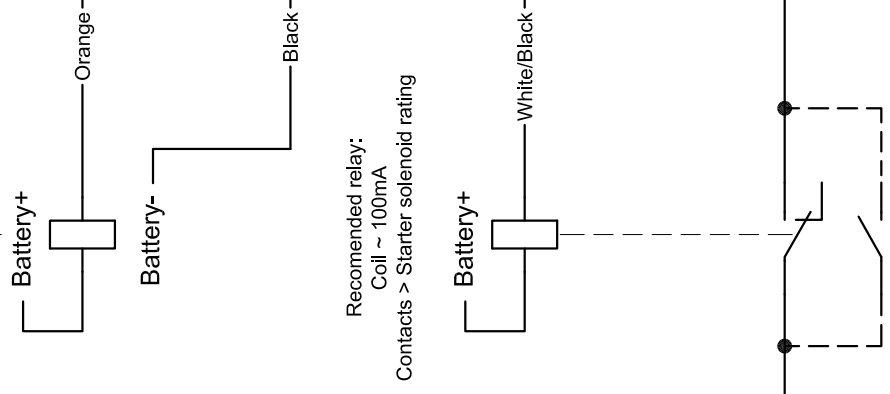 Orange
Black
Battery+
Battery-
Recomended relay:
Coil ~ 100mA
Contacts > Starter solenoid rating
White/Black
Battery+